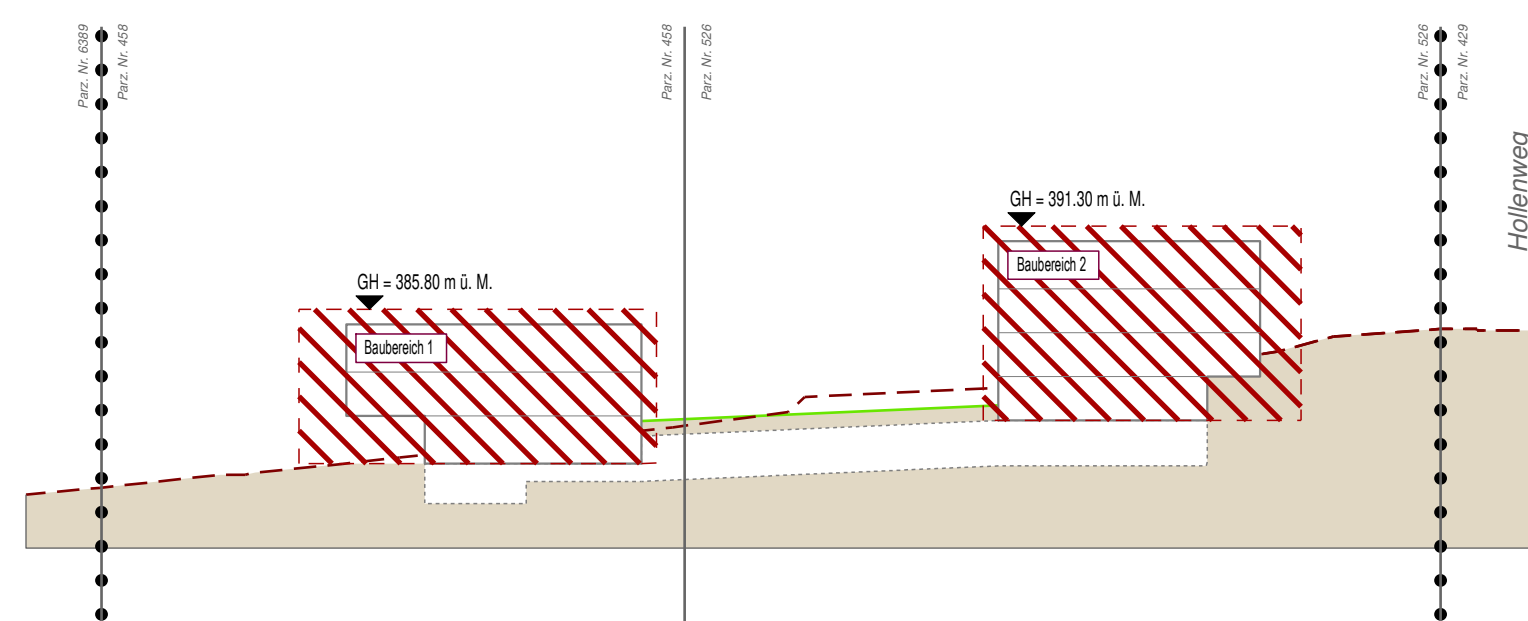 Parz. Nr. 6389
Parz. Nr. 458
Parz. Nr. 458
Parz. Nr. 526
Parz. Nr. 526
Parz. Nr. 429
Hollenweg
GH = 391.30 m ü. M.
Baubereich 2
GH = 385.80 m ü. M.
Baubereich 1